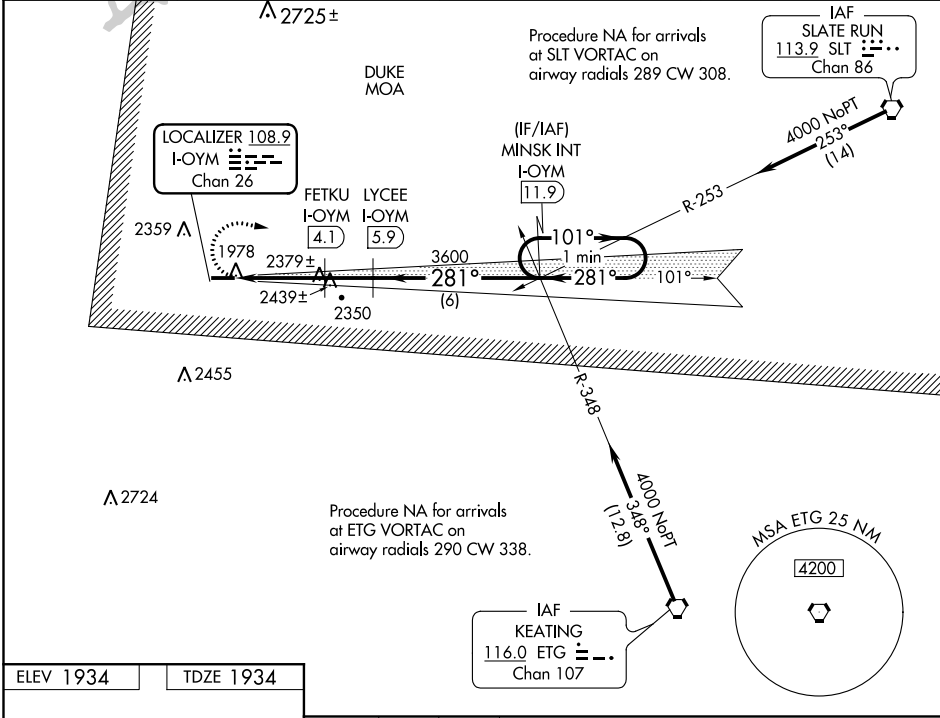 2725±
Procedure NA for arrivals
at SLT VORTAC on
airway radials 289 CW 308.
IAF
SLATE RUN
113.9 SLT
Chan 86
DUKE
MOA
4000 NoPT
253°
(14)
LOCALIZER 108.9
I-OYM
Chan 26
(IF/IAF)
MINSK INT
I-OYM
11.9
FETKU
I-OYM
4.1
LYCEE
I-OYM
5.9
R-253
2359
1978
2379±
2439±
2350
3600
281°
(6)
101°
1 min
281°
101°
2455
R-348
2724
4000 NoPT
348°
(12.8)
Procedure NA for arrivals
at ETG VORTAC on
airway radials 290 CW 338.
MSA ETG 25 NM
4200
IAF
KEATING
116.0 ETG
Chan 107
ELEV 1934
TDZE 1934